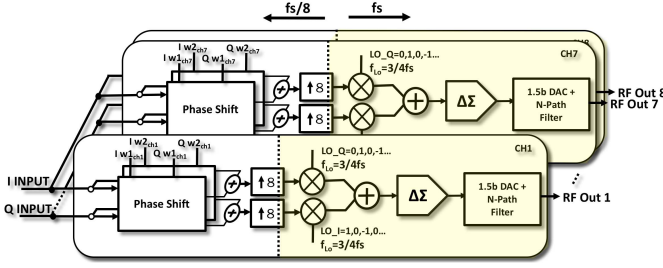 fs/8 fs
I w2ch7 Q w2ch7
I w1ch7 Q w1ch7
LO_Q=0,1,0,-1...
fLo=3/4fs
CH7
Phase Shift
↑8
↑8
ΔΣ
1.5b DAC +
N-Path
Filter
RF Out 8
RF Out 7
I w2ch1 Q w2ch1
I w1ch1 Q w1ch1
LO_Q=0,1,0,-1...
fLo=3/4fs
CH1
I INPUT
Q INPUT
Phase Shift
↑8
↑8
ΔΣ
1.5b DAC +
N-Path
Filter
RF Out 1
LO_I=1,0,-1,0...
fLo=3/4fs